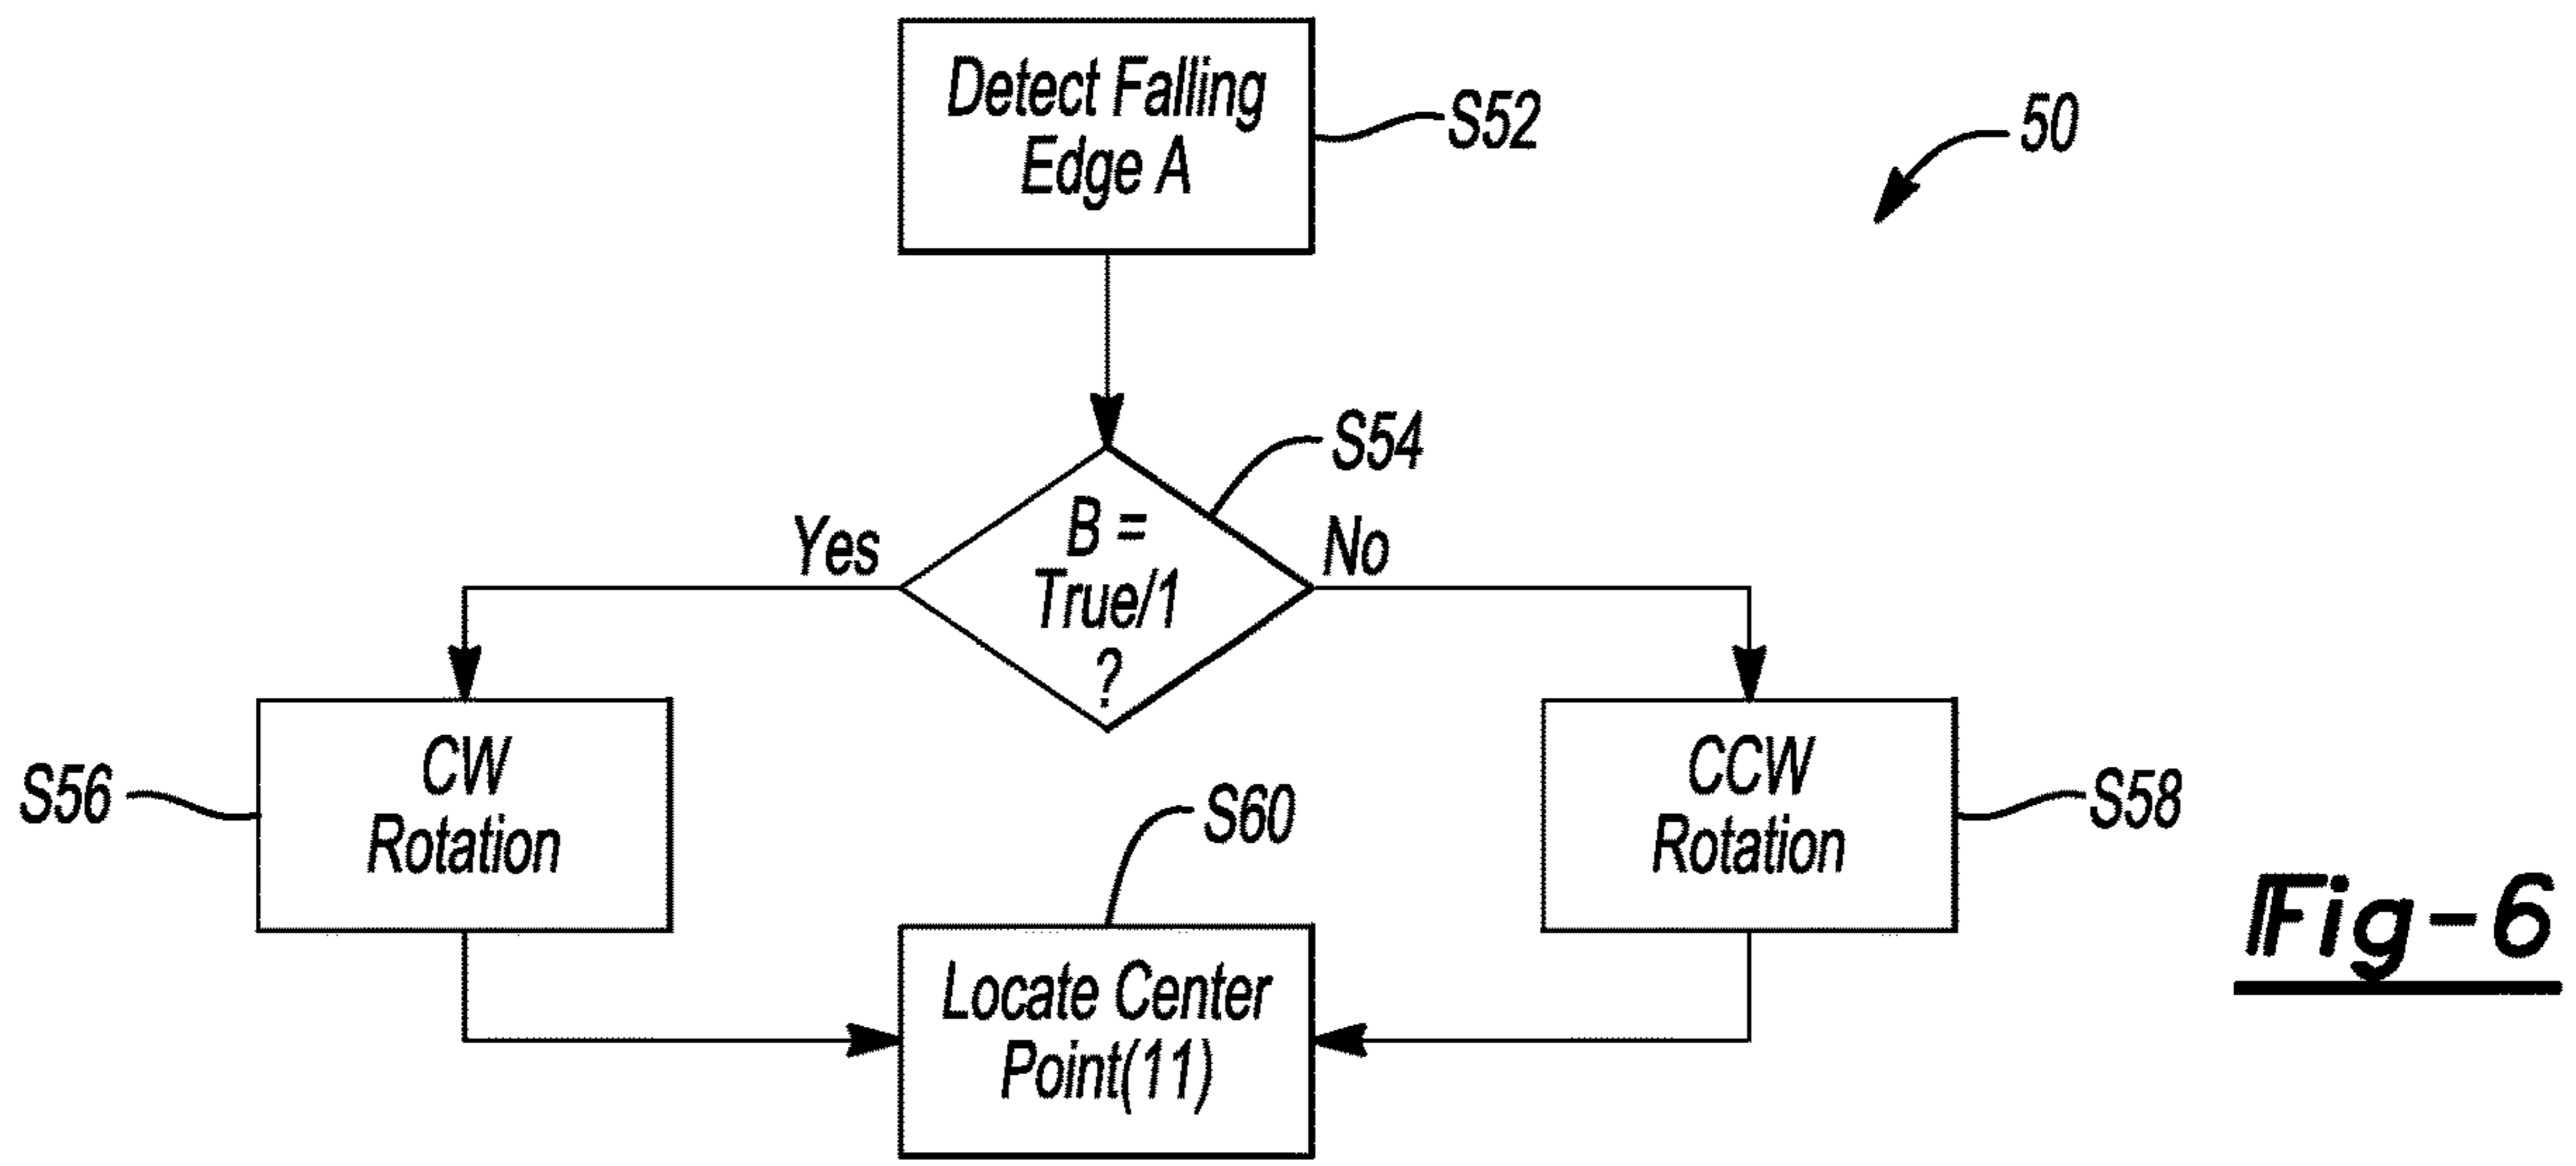 Detect Falling
Edge A
S52
50
S54
Yes
B =
True/1
?
No
S56
CW
Rotation
S60
CCW
Rotation
S58
Locate Center
Point(11)
Fig-6